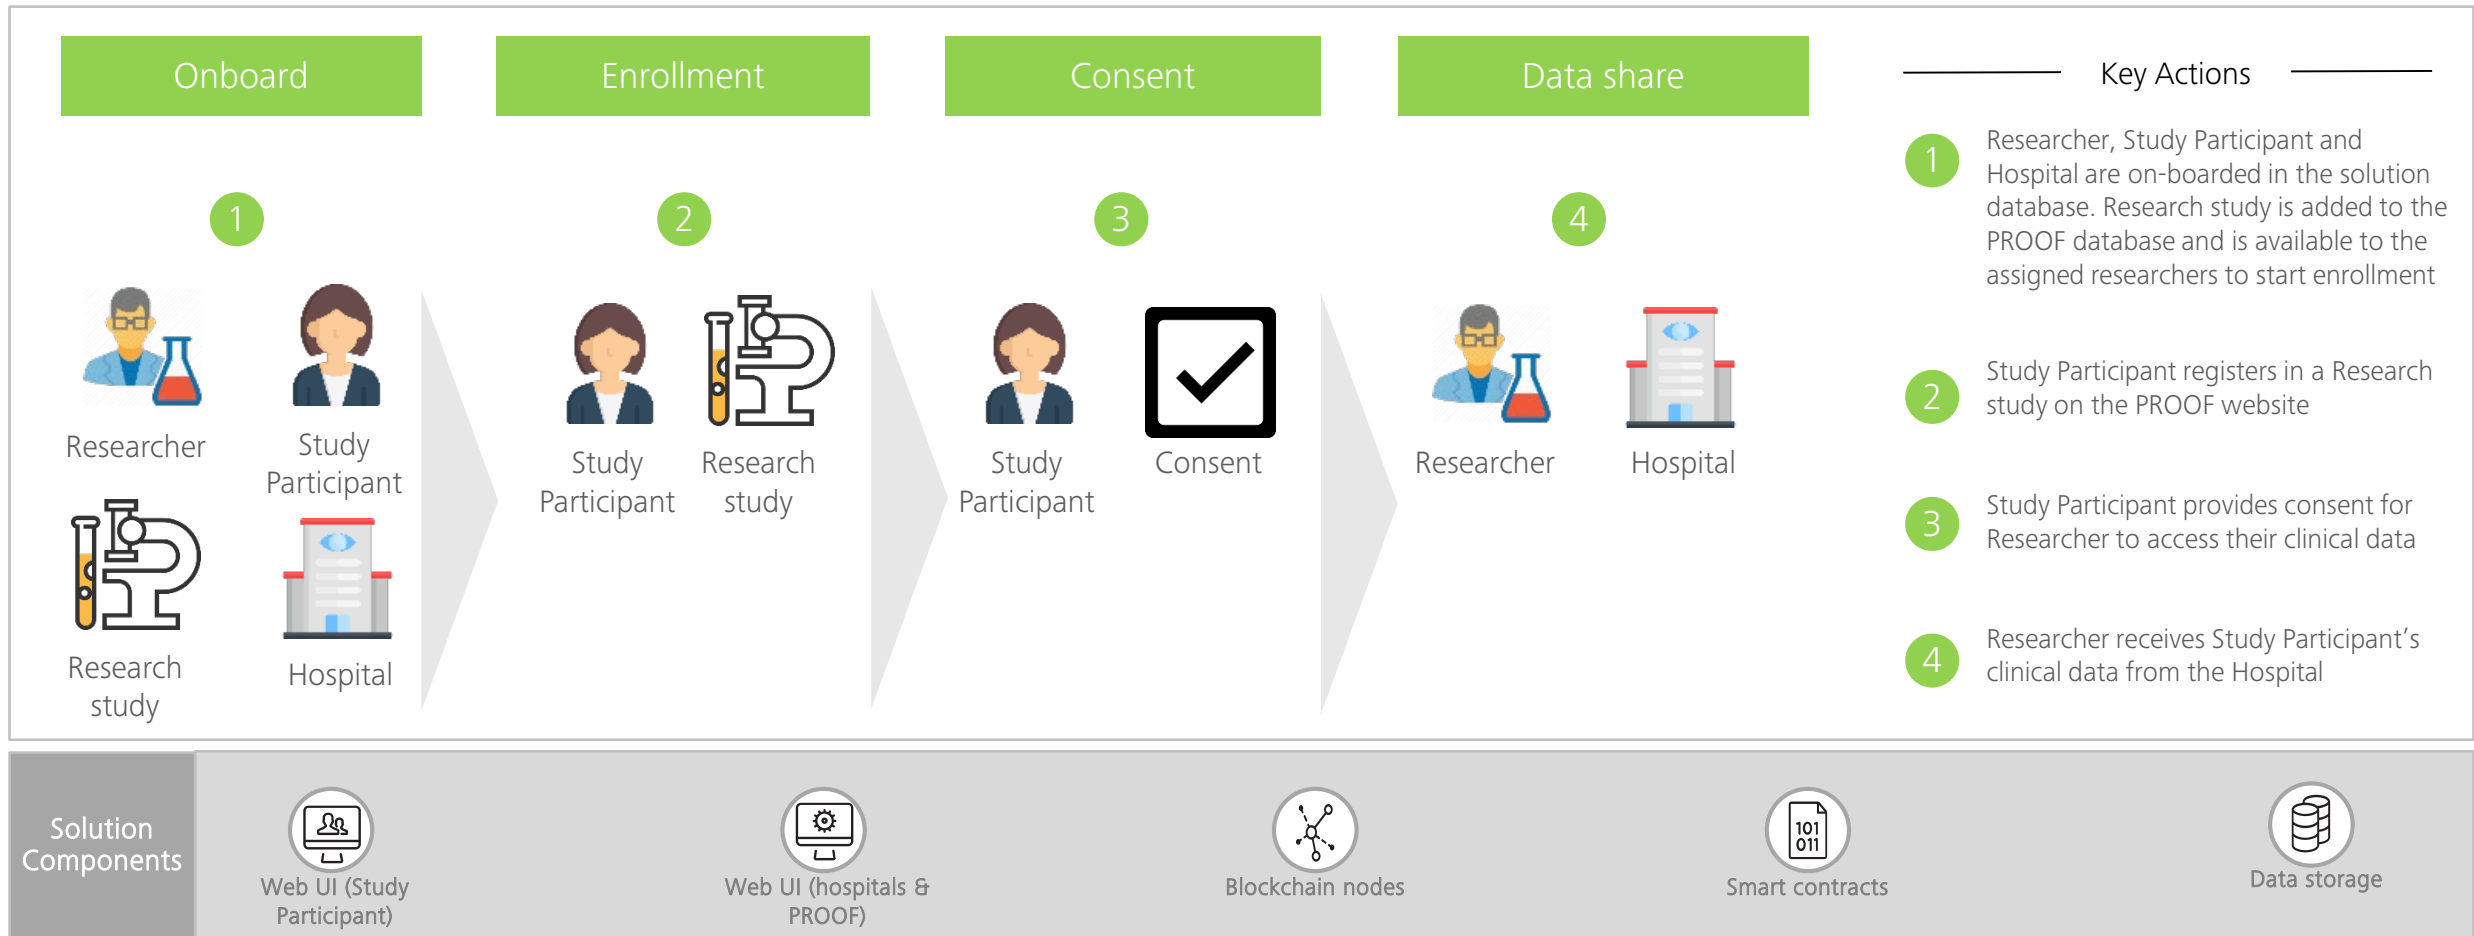 Onboard
Enrollment
Consent
Data share
Key Actions
1
2
3
4
Researcher
Study
Participant
Research
study
Hospital
Study
Participant
Research
study
Study
Participant
Consent
Researcher
Hospital
1
Researcher, Study Participant and
Hospital are on-boarded in the solution
database. Research study is added to the
PROOF database and is available to the
assigned researchers to start enrollment
2
Study Participant registers in a Research
study on the PROOF website
3
Study Participant provides consent for
Researcher to access their clinical data
4
Researcher receives Study Participant’s
clinical data from the Hospital
Solution
Components
Web UI (Study
Participant)
Web UI (hospitals &
PROOF)
Blockchain nodes
101
011
Smart contracts
Data storage